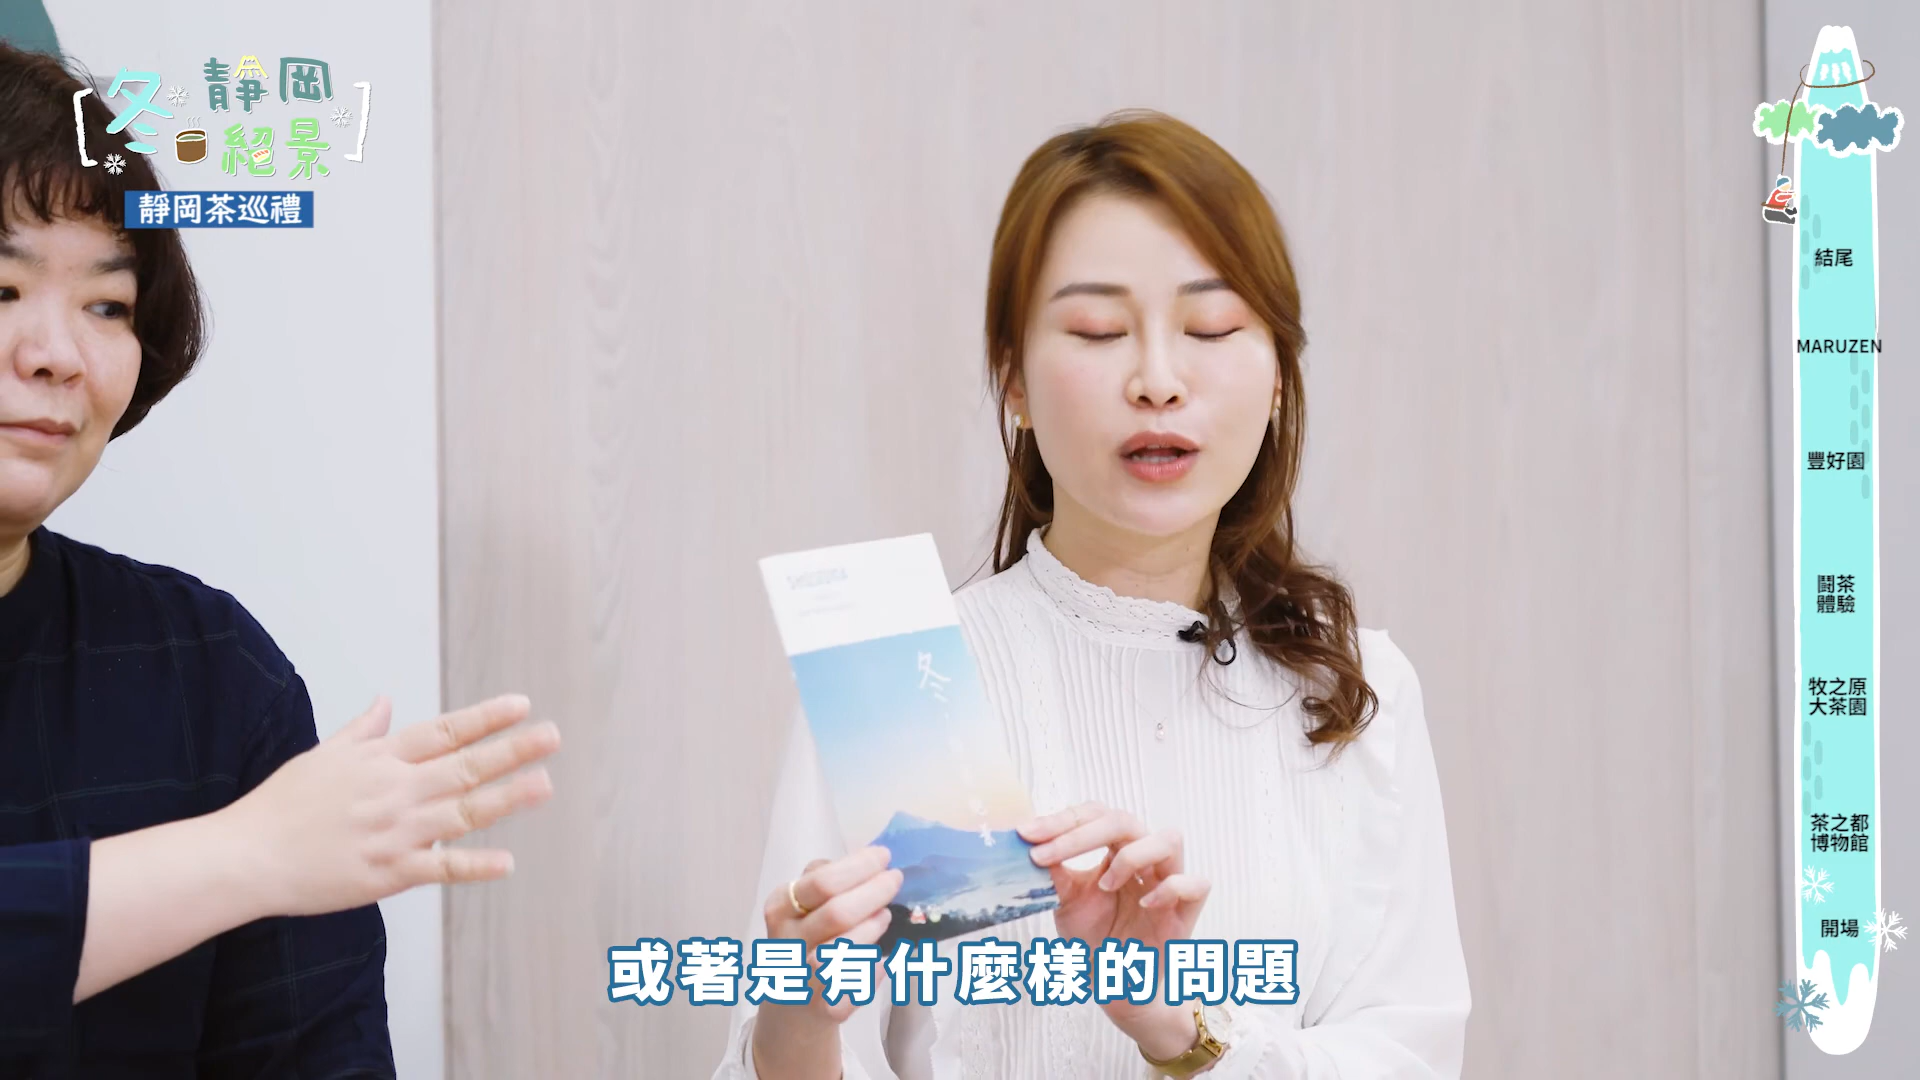 冬 靜岡
日 絕景
靜岡茶巡禮
結尾
MARUZEN
豐好園
鬪茶
體驗
牧之原
大茶園
茶之都
博物館
開場
冬
或著是有什麼樣的問題